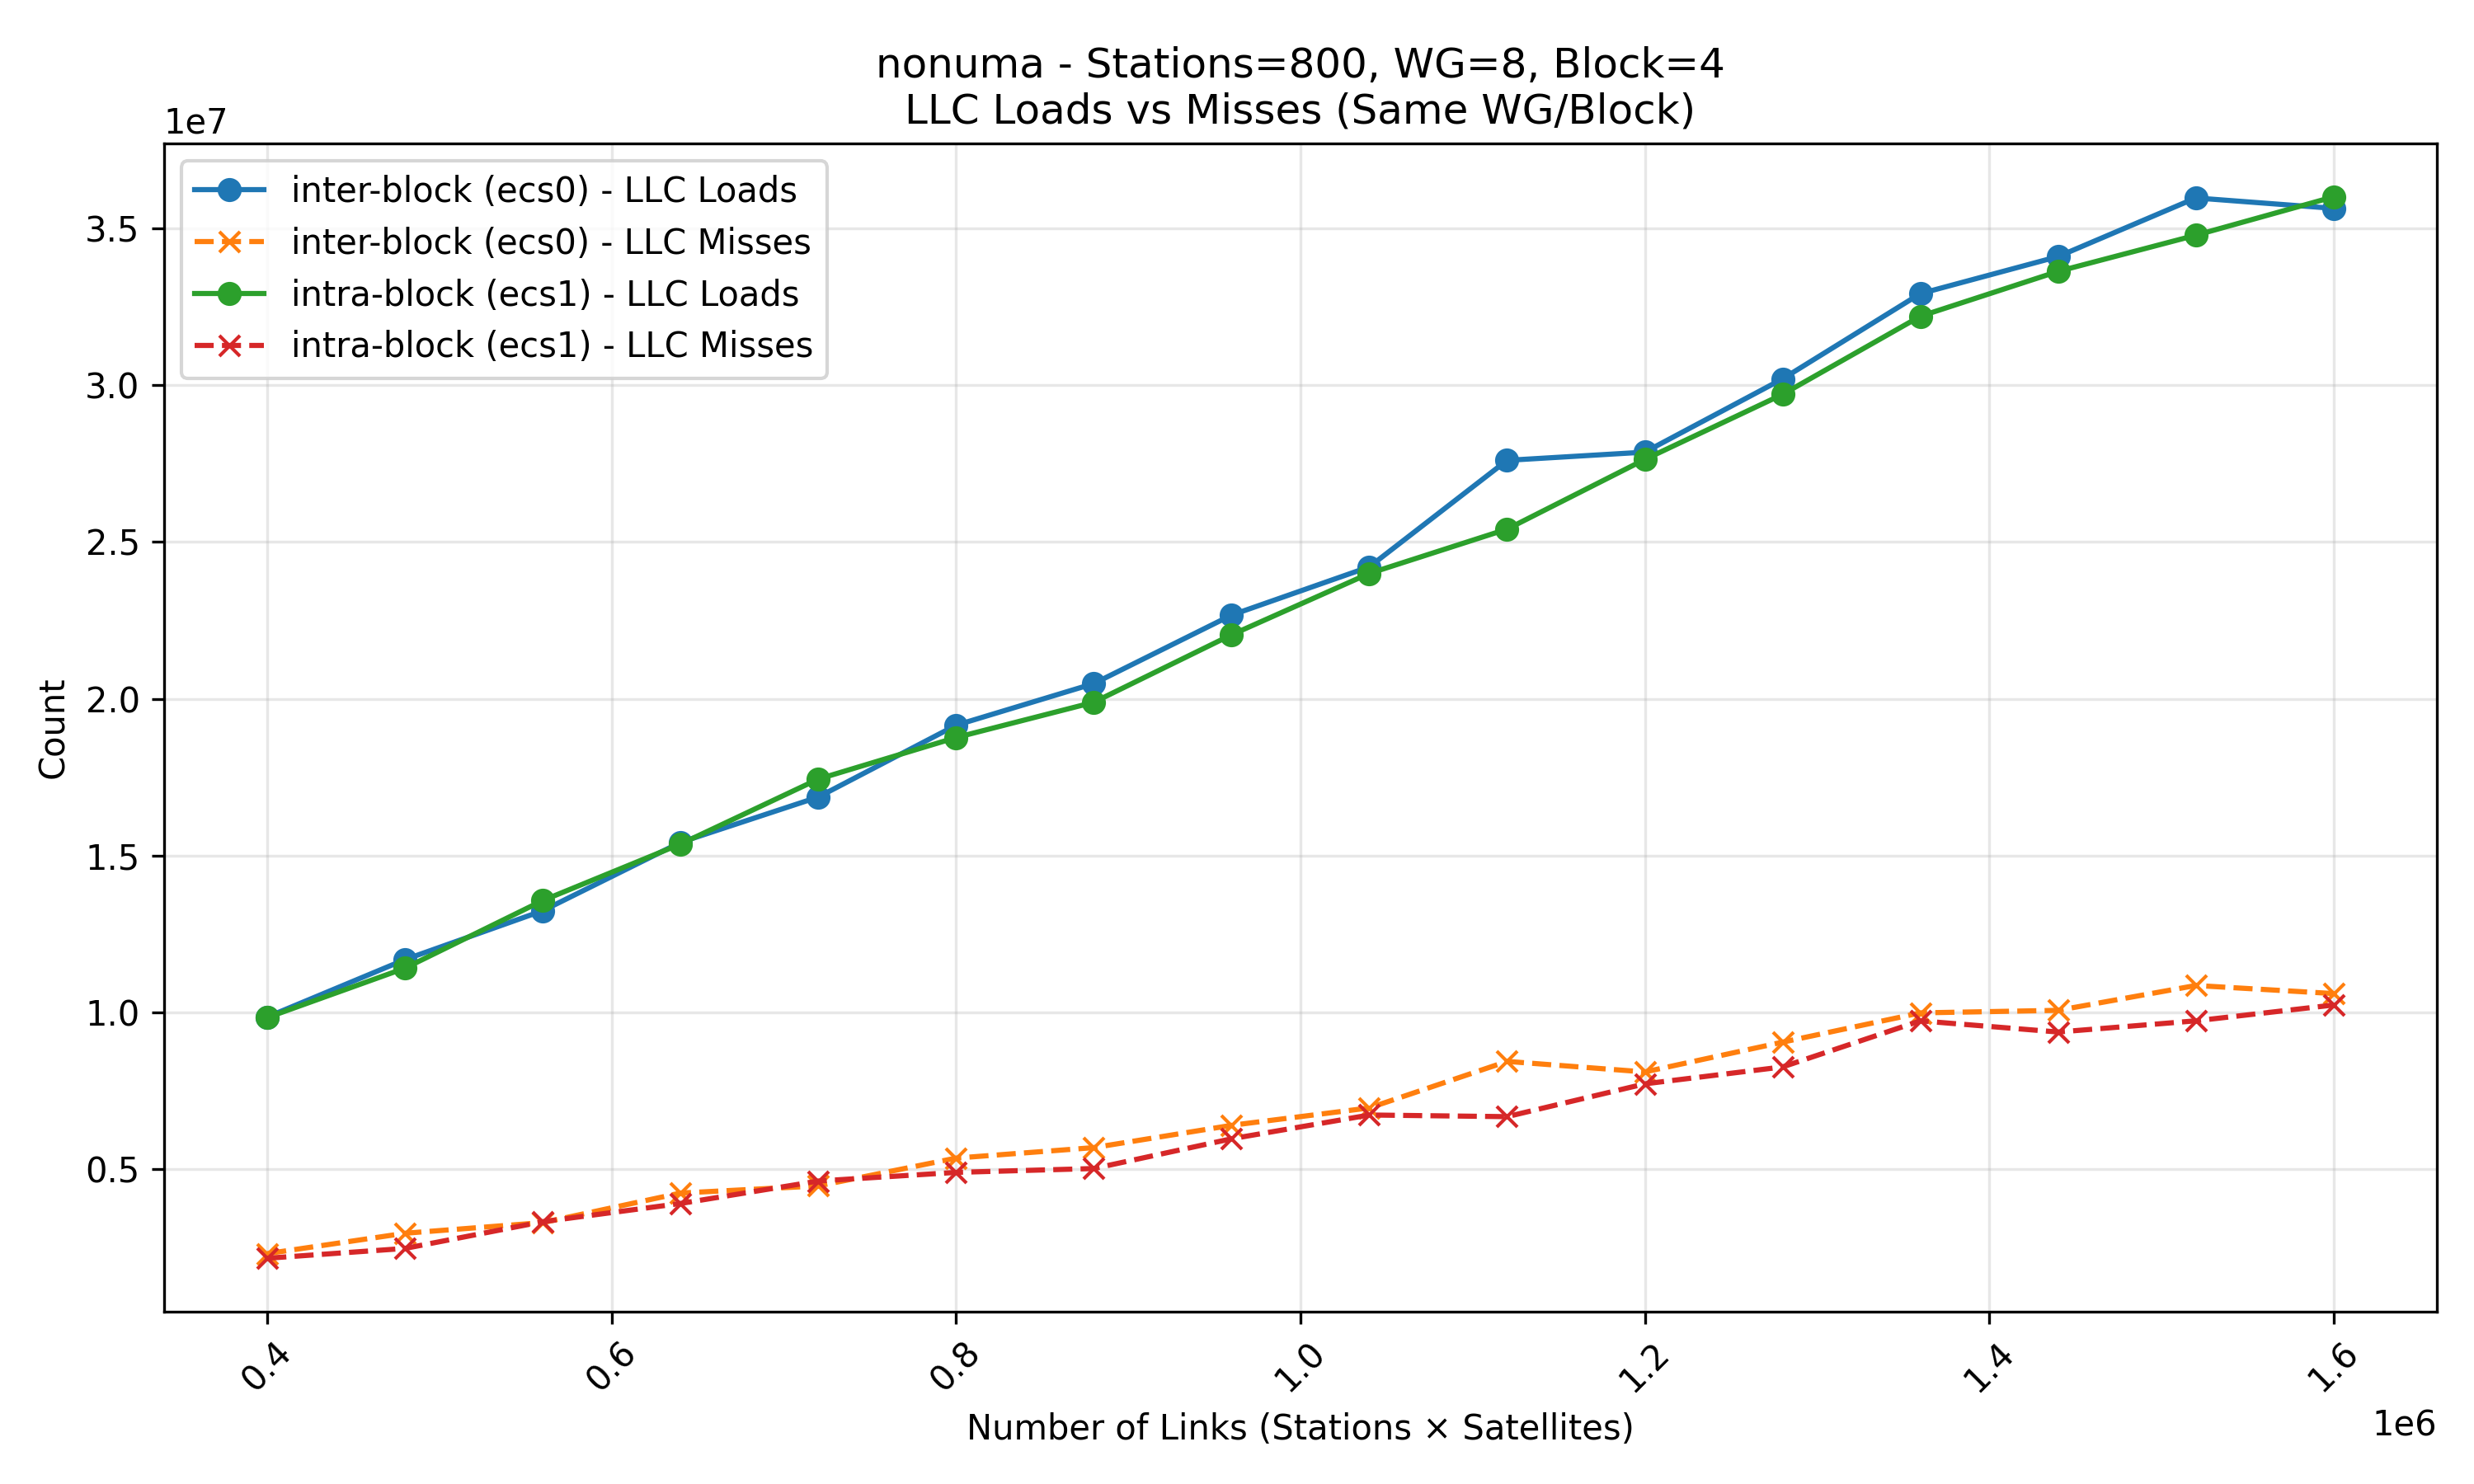 nonuma - Stations=800, WG=8, Block=4
LLC Loads vs Misses (Same WG/Block)
1e7
inter-block (ecs0) - LLC Loads
inter-block (ecs0) - LLC Misses
intra-block (ecs1) - LLC Loads
intra-block (ecs1) - LLC Misses
3.5
3.0
2.5
2.0
1.5
1.0
0.5
Count
0.4
0.6
0.8
1.0
1.2
1.4
1.6
1e6
Number of Links (Stations × Satellites)